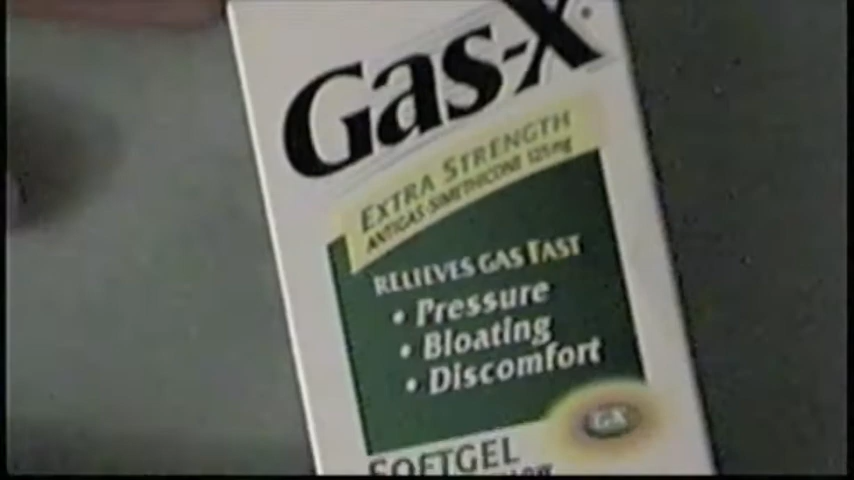 Gas-X
EXTRA STRENGTH
ANTIGAS·SIMETHICONE 125mg
RELIEVES GAS FAST
• Pressure
• Bloating
• Discomfort
GX
SOFTGEL